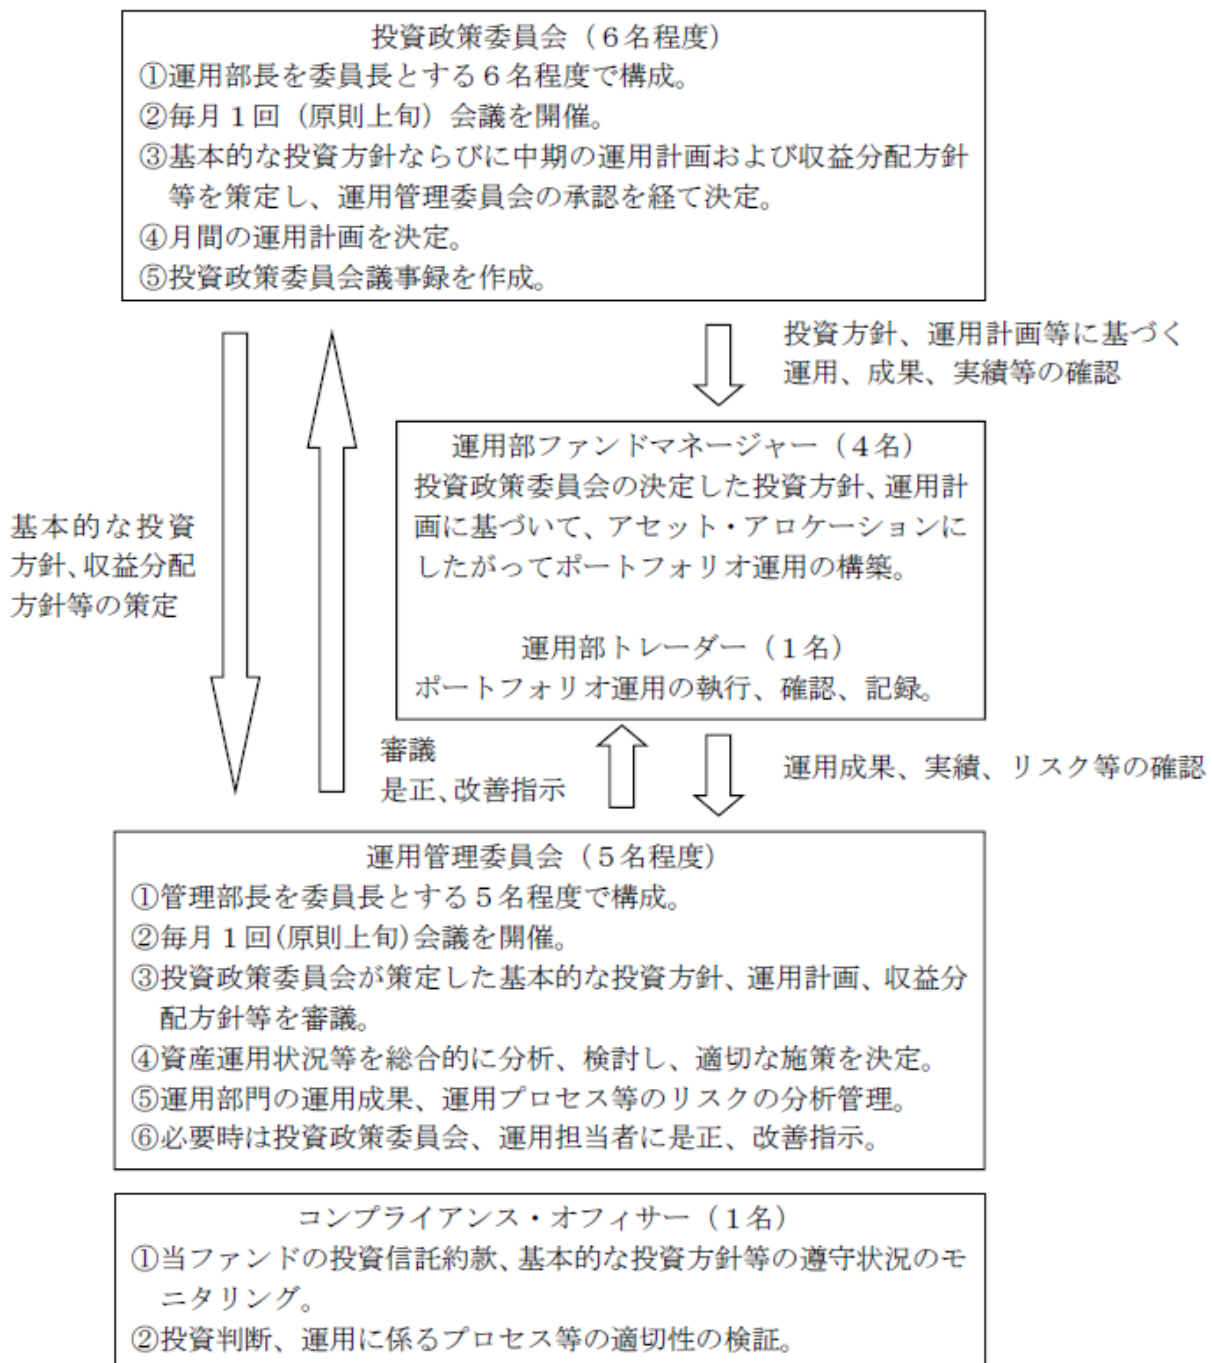 投資政策委員会（６名程度）
①運用部長を委員長とする６名程度で構成。
②毎月１回（原則上旬）会議を開催。
③基本的な投資方針ならびに中期の運用計画および収益分配方針
等を策定し、運用管理委員会の承認を経て決定。
④月間の運用計画を決定。
⑤投資政策委員会議事録を作成。
投資方針、運用計画等に基づく
運用、成果、実績等の確認
基本的な投資
方針、収益分配
方針等の策定
運用部ファンドマネージャー（４名）
投資政策委員会の決定した投資方針、運用計
画に基づいて、アセット・アロケーションに
したがってポートフォリオ運用の構築。
運用部トレーダー（１名）
ポートフォリオ運用の執行、確認、記録。
審議
是正、改善指示
運用成果、実績、リスク等の確認
運用管理委員会（５名程度）
①管理部長を委員長とする５名程度で構成。
②毎月１回(原則上旬)会議を開催。
③投資政策委員会が策定した基本的な投資方針、運用計画、収益分
配方針等を審議。
④資産運用状況等を総合的に分析、検討し、適切な施策を決定。
⑤運用部門の運用成果、運用プロセス等のリスクの分析管理。
⑥必要時は投資政策委員会、運用担当者に是正、改善指示。
コンプライアンス・オフィサー（１名）
①当ファンドの投資信託約款、基本的な投資方針等の遵守状況のモ
ニタリング。
②投資判断、運用に係るプロセス等の適切性の検証。